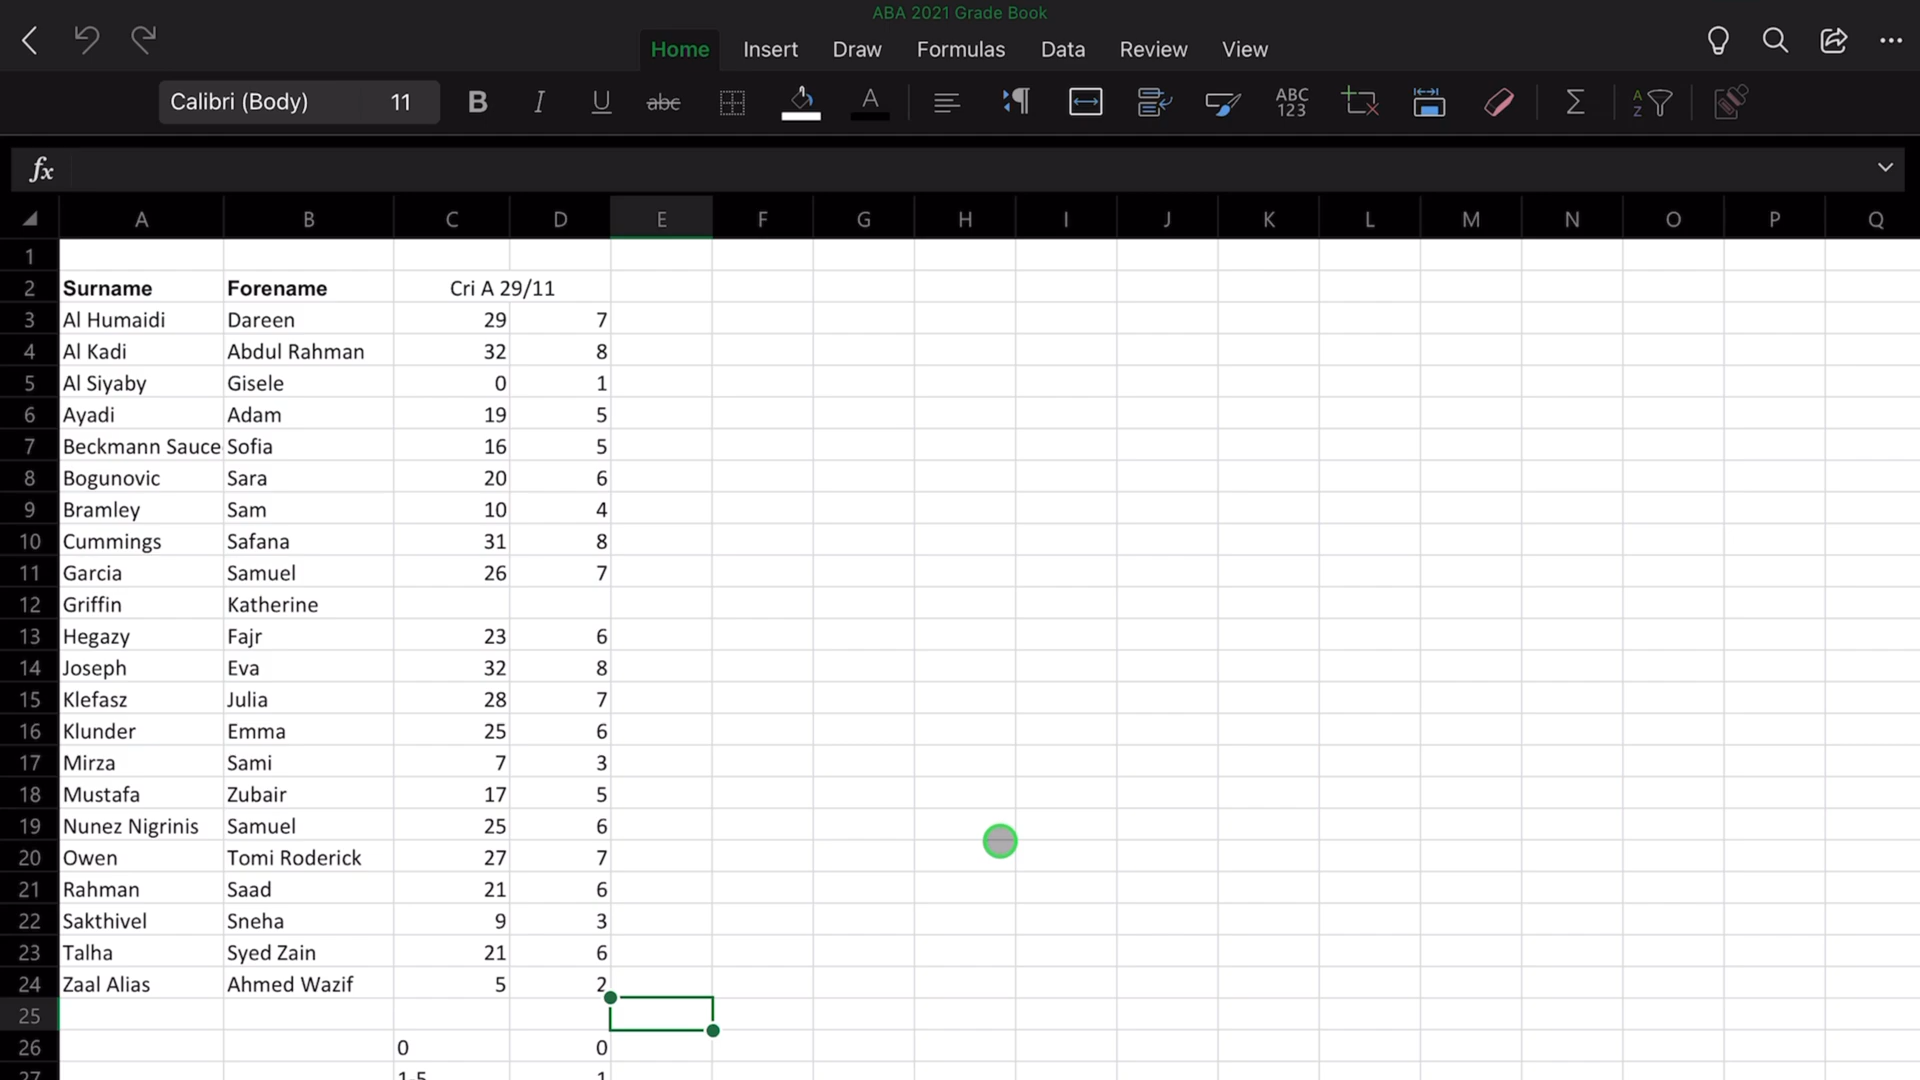 ABA 2021 Grade Book
Home Insert Draw Formulas Data Review View
Calibri (Body) 11 B I U abc A ABC 123 Σ A Z
fx
A B C D E F G H I J K L M N O P Q
1
2 Surname Forename Cri A 29/11
3 Al Humaidi Dareen 29 7
4 Al Kadi Abdul Rahman 32 8
5 Al Siyaby Gisele 0 1
6 Ayadi Adam 19 5
7 Beckmann Sauce Sofia 16 5
8 Bogunovic Sara 20 6
9 Bramley Sam 10 4
10 Cummings Safana 31 8
11 Garcia Samuel 26 7
12 Griffin Katherine
13 Hegazy Fajr 23 6
14 Joseph Eva 32 8
15 Klefasz Julia 28 7
16 Klunder Emma 25 6
17 Mirza Sami 7 3
18 Mustafa Zubair 17 5
19 Nunez Nigrinis Samuel 25 6
20 Owen Tomi Roderick 27 7
21 Rahman Saad 21 6
22 Sakthivel Sneha 9 3
23 Talha Syed Zain 21 6
24 Zaal Alias Ahmed Wazif 5 2
25
26 0 0
27 1-5 1